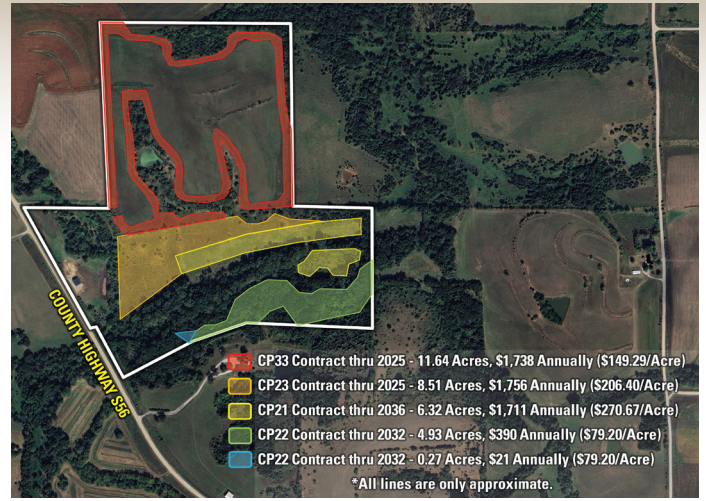 COUNTY HIGHWAY S56
CP33 Contract thru 2025 - 11.64 Acres, $1,738 Annually ($149.29/Acre)
CP23 Contract thru 2025 - 8.51 Acres, $1,756 Annually ($206.40/Acre)
CP21 Contract thru 2036 - 6.32 Acres, $1,711 Annually ($270.67/Acre)
CP22 Contract thru 2032 - 4.93 Acres, $390 Annually ($79.20/Acre)
CP22 Contract thru 2032 - 0.27 Acres, $21 Annually ($79.20/Acre)
*All lines are only approximate.